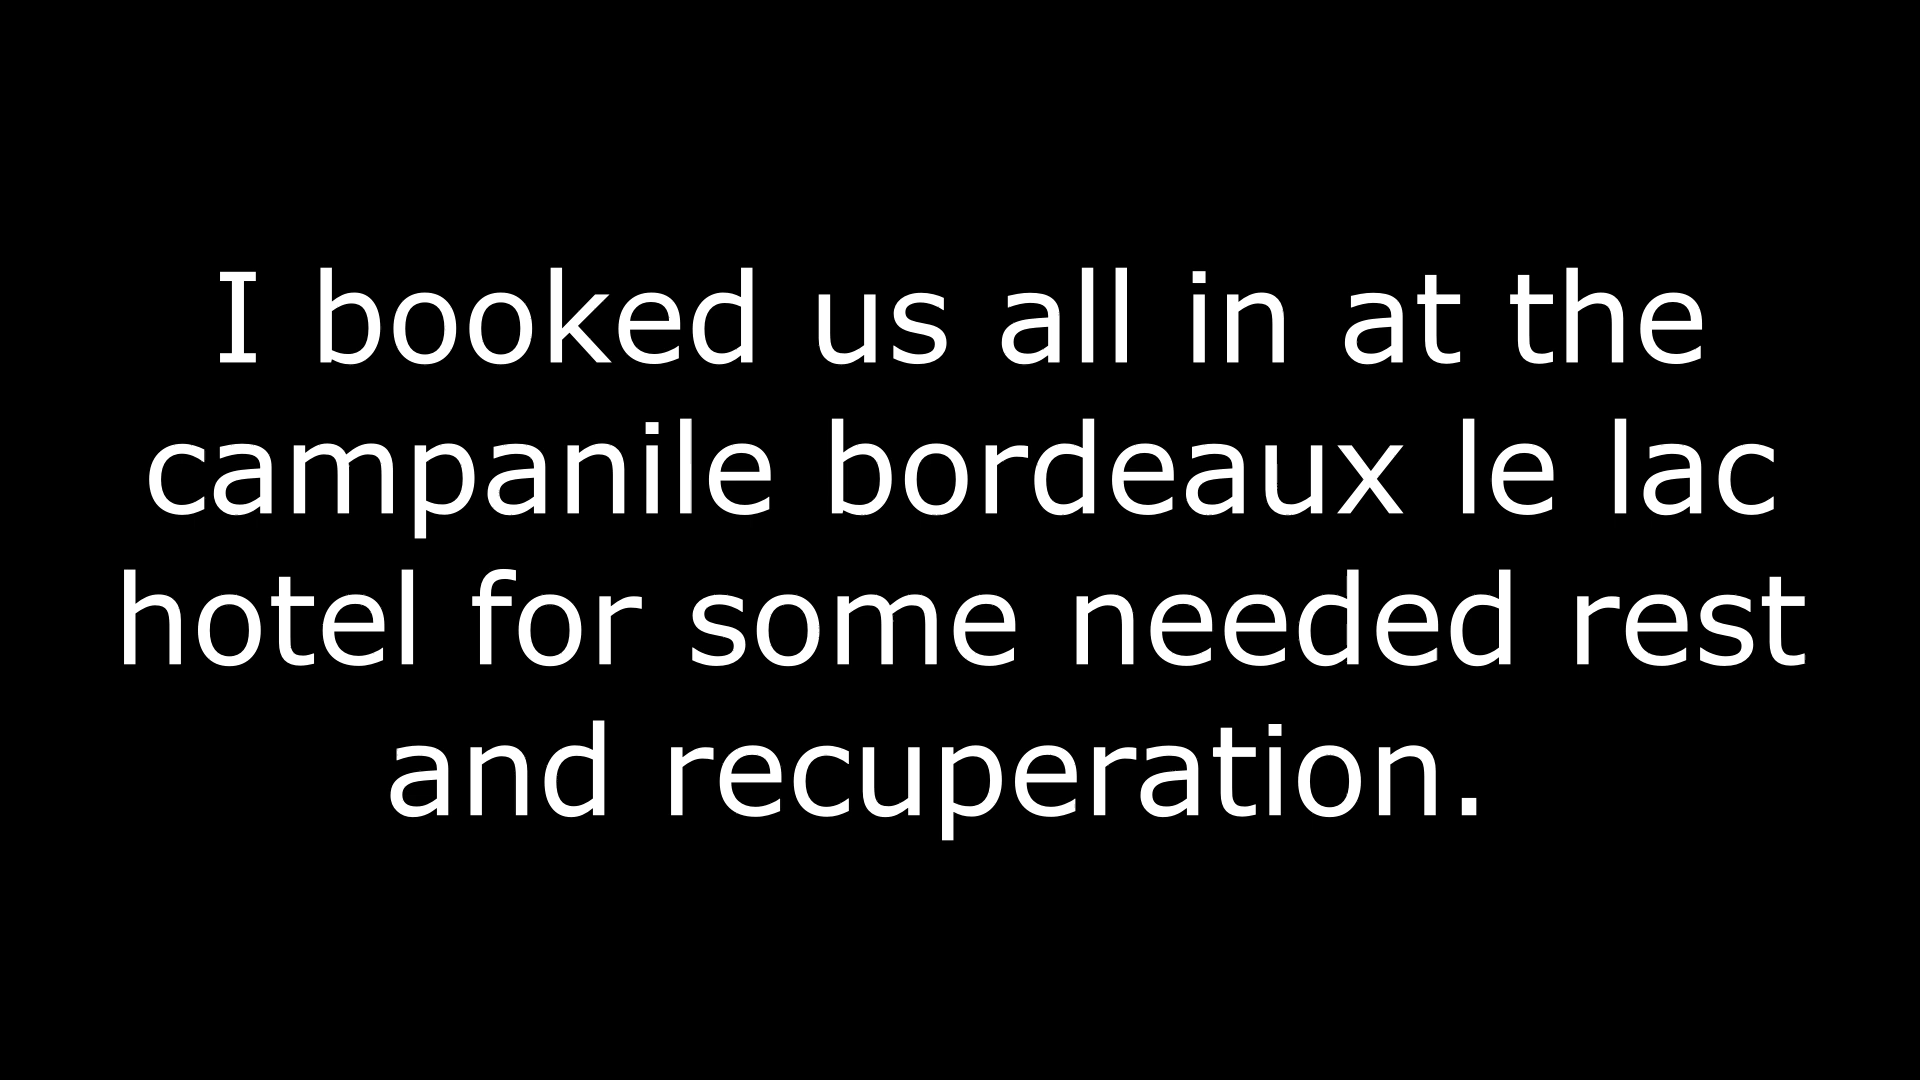 I booked us all in at the
campanile bordeaux le lac
hotel for some needed rest
and recuperation.